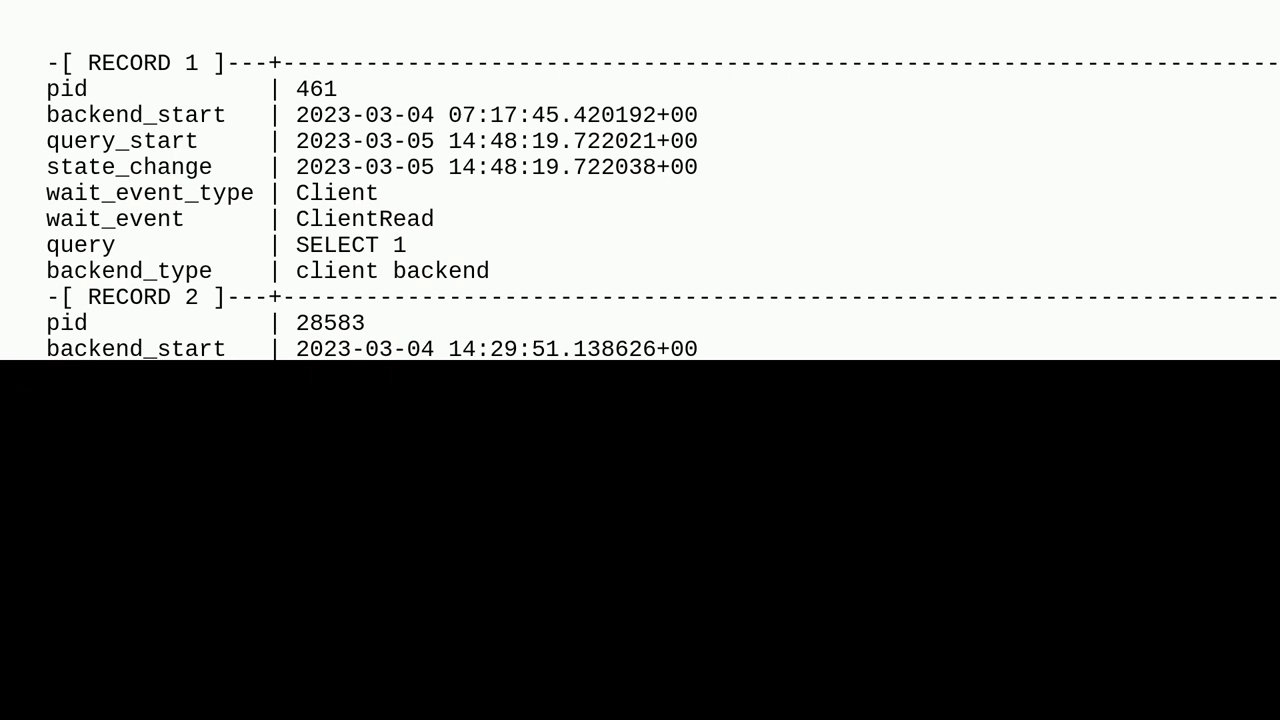 -[ RECORD 1 ]---+------------------------------------------------------------------------
pid             | 461
backend_start   | 2023-03-04 07:17:45.420192+00
query_start     | 2023-03-05 14:48:19.722021+00
state_change    | 2023-03-05 14:48:19.722038+00
wait_event_type | Client
wait_event      | ClientRead
query           | SELECT 1
backend_type    | client backend
-[ RECORD 2 ]---+------------------------------------------------------------------------
pid             | 28583
backend_start   | 2023-03-04 14:29:51.138626+00